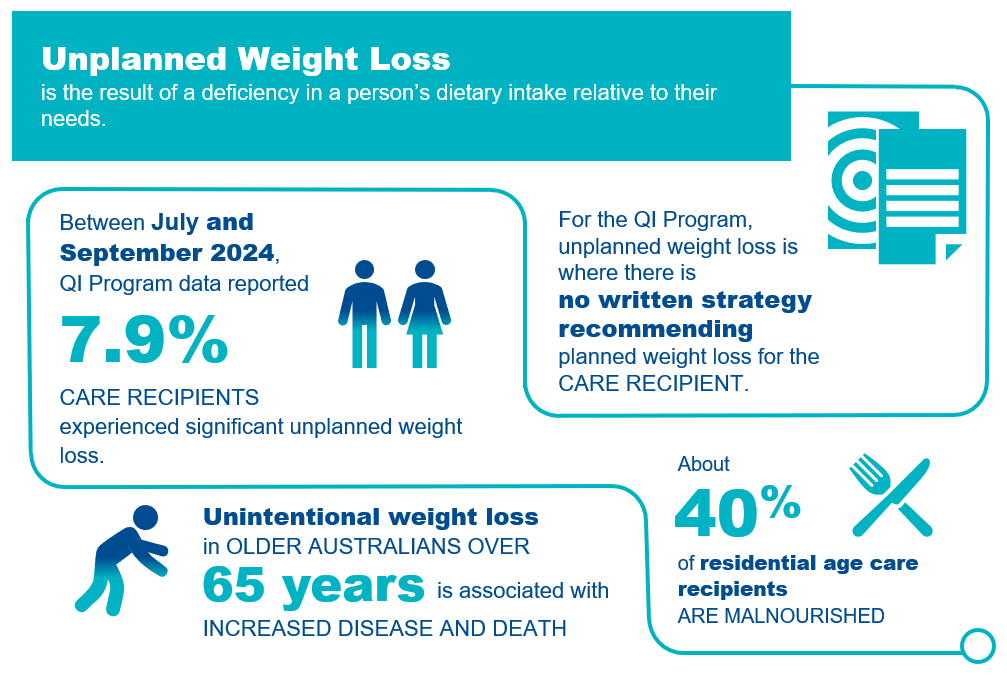 Unplanned Weight Loss
is the result of a deficiency in a person's dietary intake relative to their
needs.
Between July and
September 2024,
QI Program data reported
7.9%
CARE RECIPIENTS
experienced significant unplanned weight
loss.
For the QI Program,
unplanned weight loss is
where there is
no written strategy
recommending
planned weight loss for the
CARE RECIPIENT.
Unintentional weight loss
in OLDER AUSTRALIANS OVER
65 years is associated with
INCREASED DISEASE AND DEATH
About
40%
of residential age care
recipients
ARE MALNOURISHED